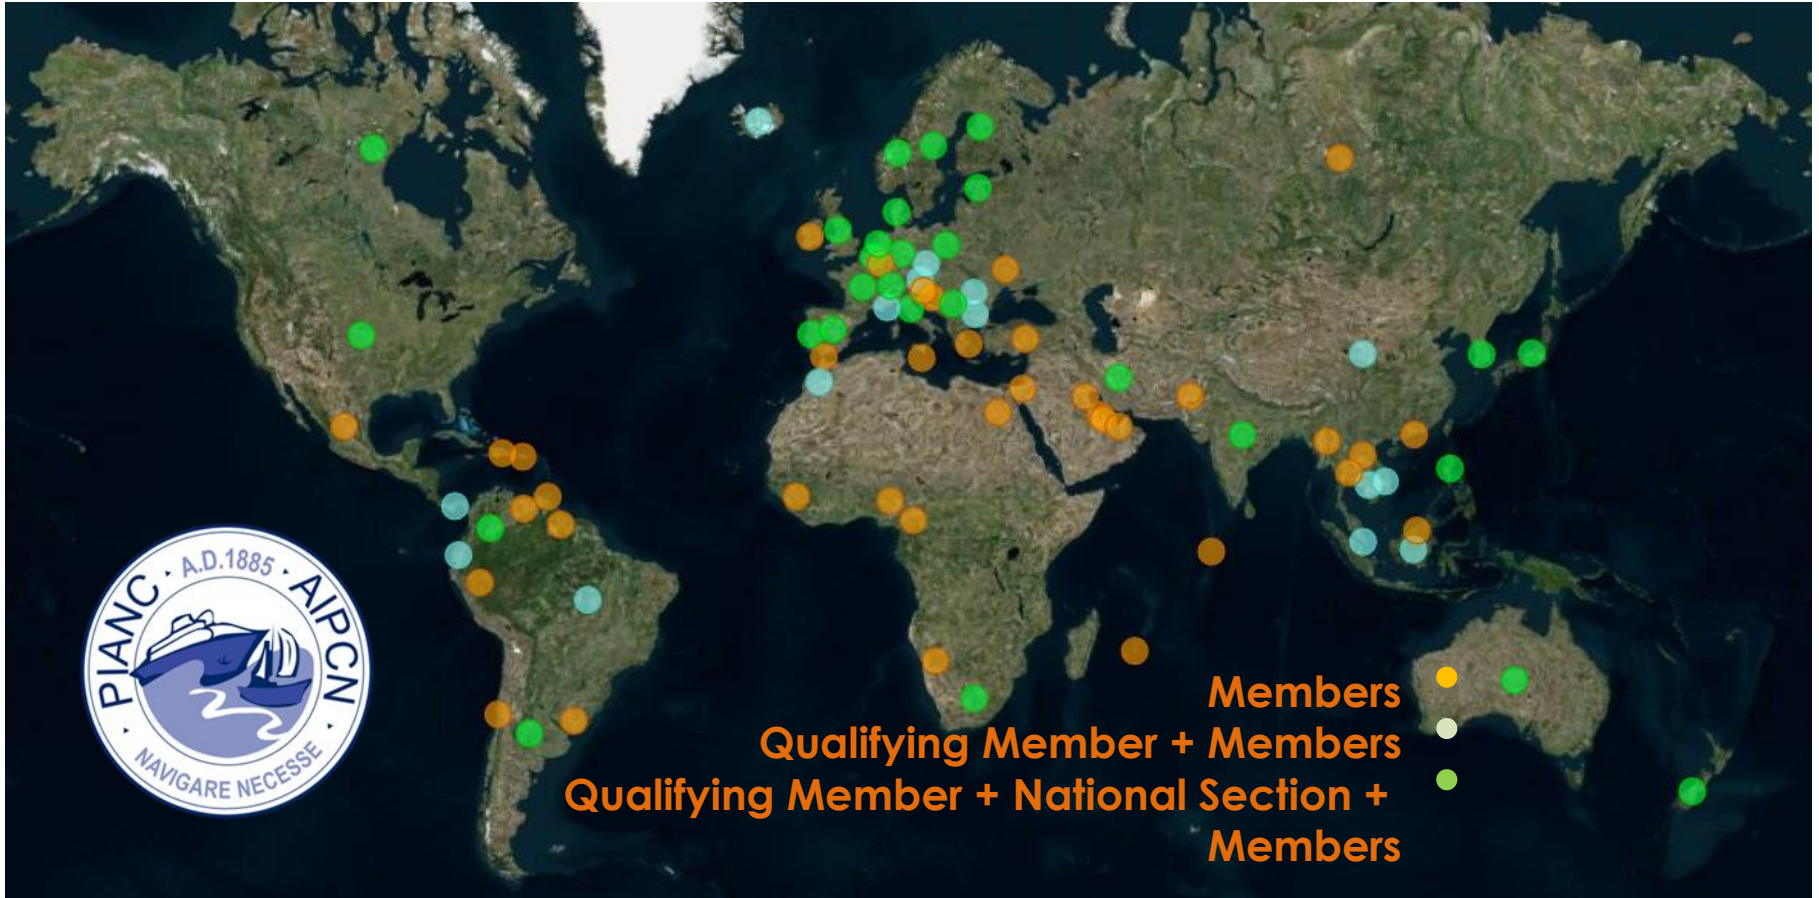 PIANC · A.D.1885 · AIPCN
· NAVIGARE NECESSE ·
Members
Qualifying Member + Members
Qualifying Member + National Section +
Members